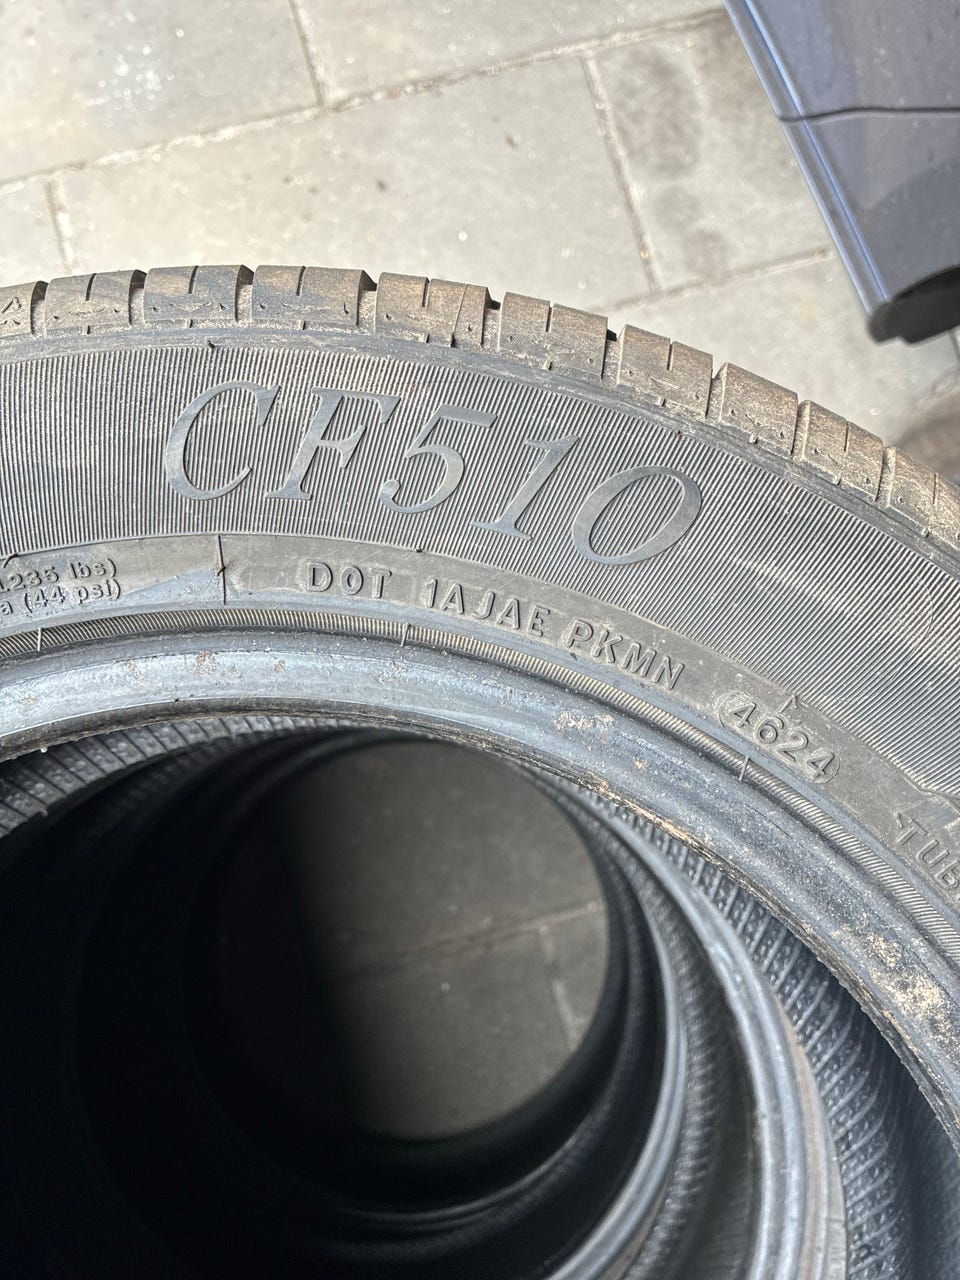 CF510
235 lbs)
(44 psi)
DOT 1AJAE PKMN 4624